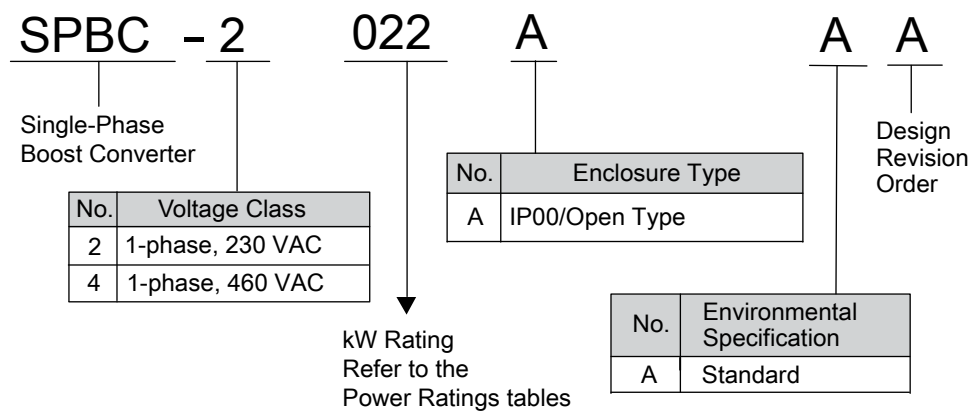 SPBC - 2 022 A A A
Single-Phase
Boost Converter
No. Voltage Class
2 1-phase, 230 VAC
4 1-phase, 460 VAC
kW Rating
Refer to the
Power Ratings tables
No. Enclosure Type
A IP00/Open Type
No. Environmental
Specification
A Standard
Design
Revision
Order